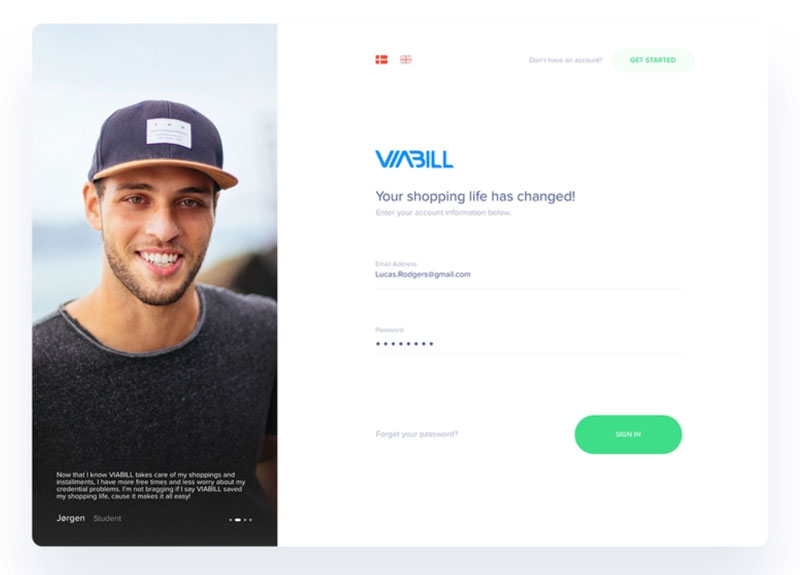 Don't have an account?
GET STARTED
VIABILL
Your shopping life has changed!
Enter your account information below.
Email Address
Lucas.Rodgers@gmail.com
Password
Forget your password?
SIGN IN
Now that I know VIABILL takes care of my shoppings and
installments, I have more free times and less worry about my
credential problems. I'm not bragging if I say VIABILL saved
my shopping life, cause it makes it all easy!
Jørgen Student